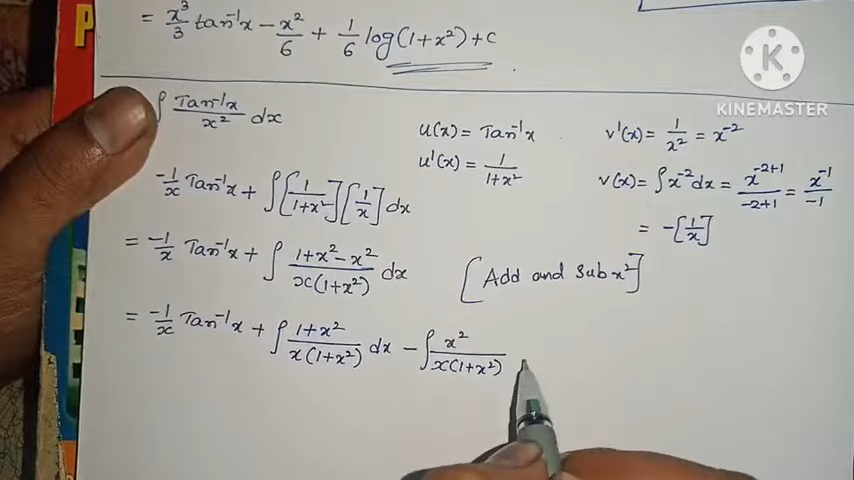 = x³/3 tan⁻¹x - x²/6 + 1/6 log(1+x²)+c
K
KINEMASTER
P
∫ Tan⁻¹x/x² dx
u(x) = Tan⁻¹x
v'(x) = 1/x² = x⁻²
u'(x) = 1/1+x²
v(x) = ∫x⁻²dx = x⁻²⁺¹/-2+1 = x⁻¹/-1
-1/x Tan⁻¹x + ∫[1/1+x²][1/x] dx
= -[1/x]
= -1/x Tan⁻¹x + ∫ 1+x²-x²/x(1+x²) dx
[Add and Sub x²]
= -1/x Tan⁻¹x + ∫ 1+x²/x(1+x²) dx - ∫ x²/x(1+x²)